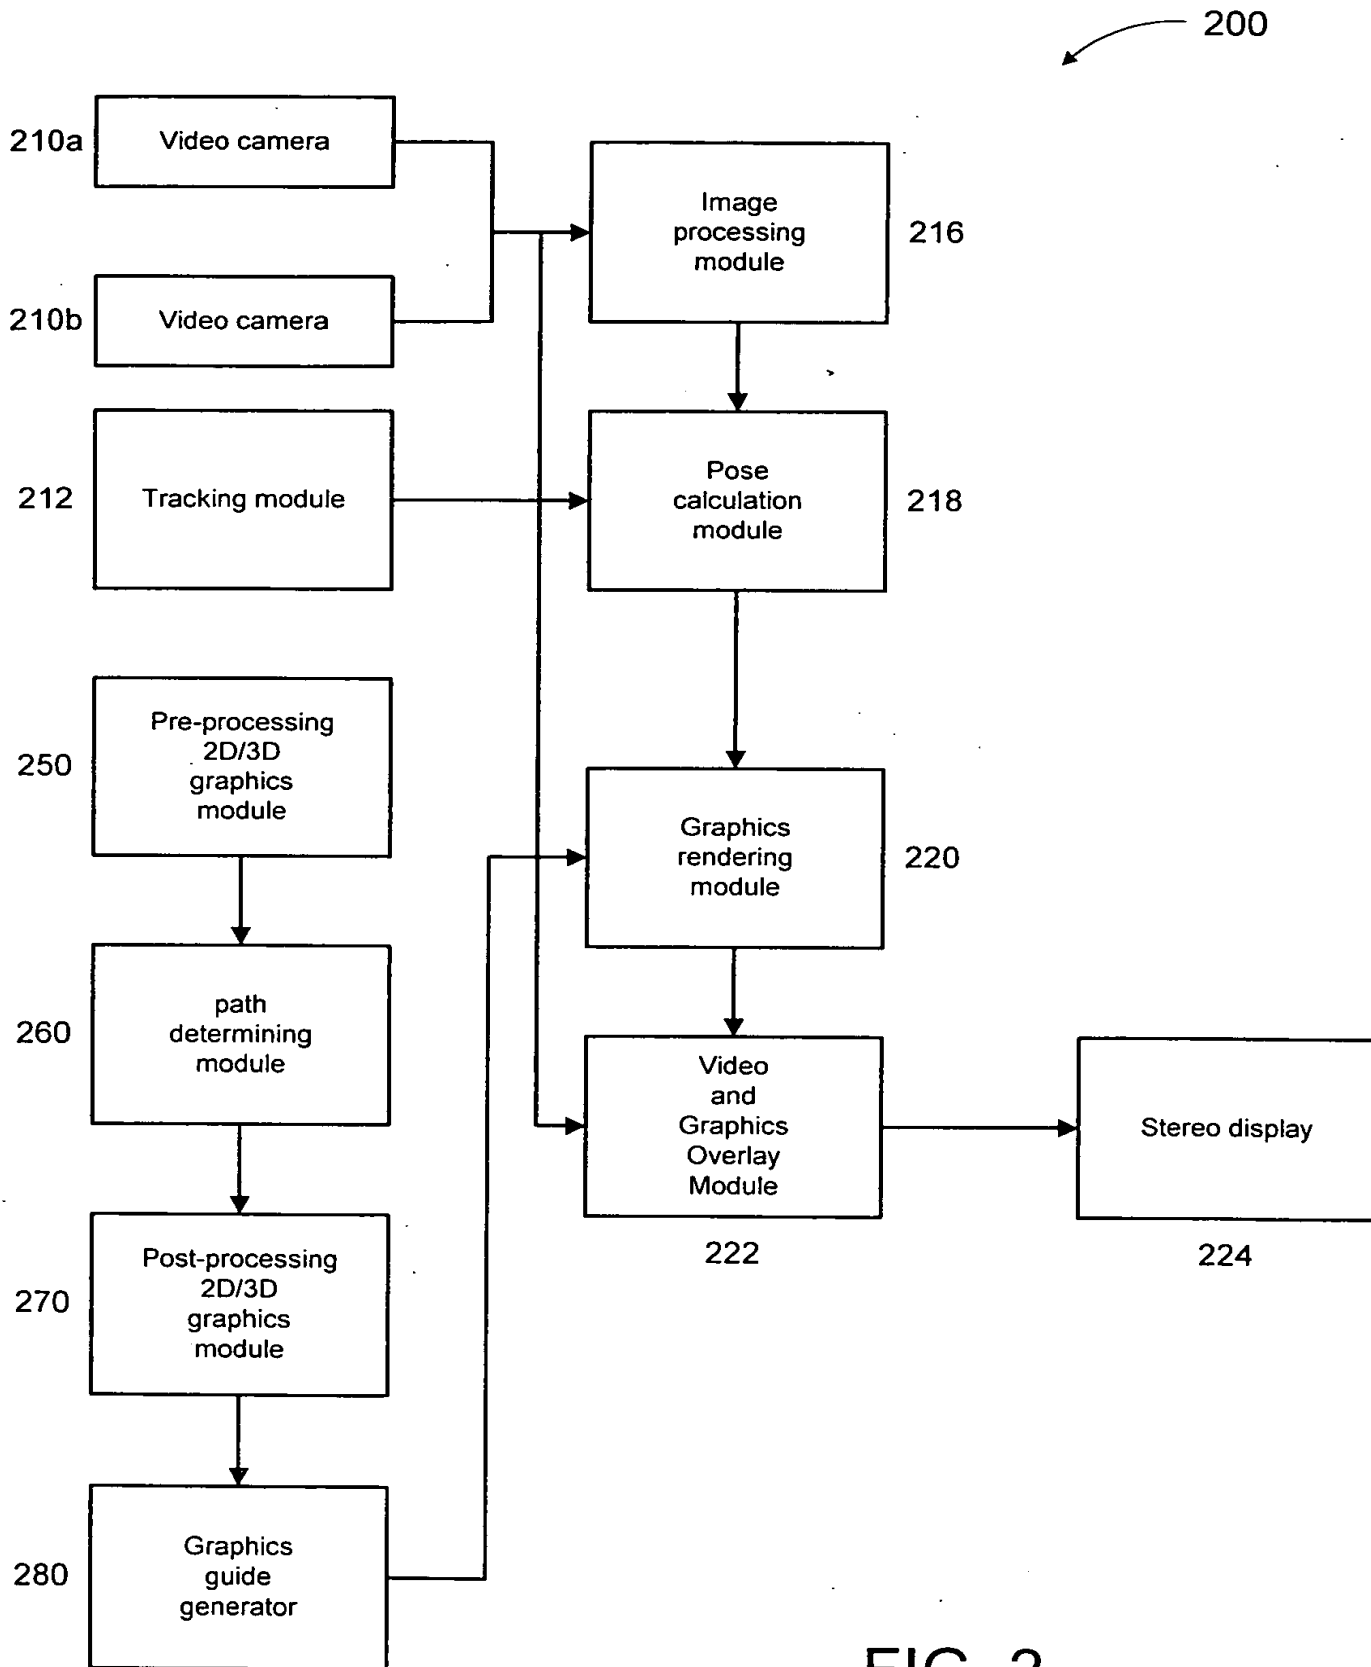 200
210a
Video camera
Image
processing
module
216
210b
Video camera
212
Tracking module
Pose
calculation
module
218
250
Pre-processing
2D/3D
graphics
module
Graphics
rendering
module
220
260
path
determining
module
Video
and
Graphics
Overlay
Module
222
Stereo display
224
270
Post-processing
2D/3D
graphics
module
280
Graphics
guide
generator
FIG. 2